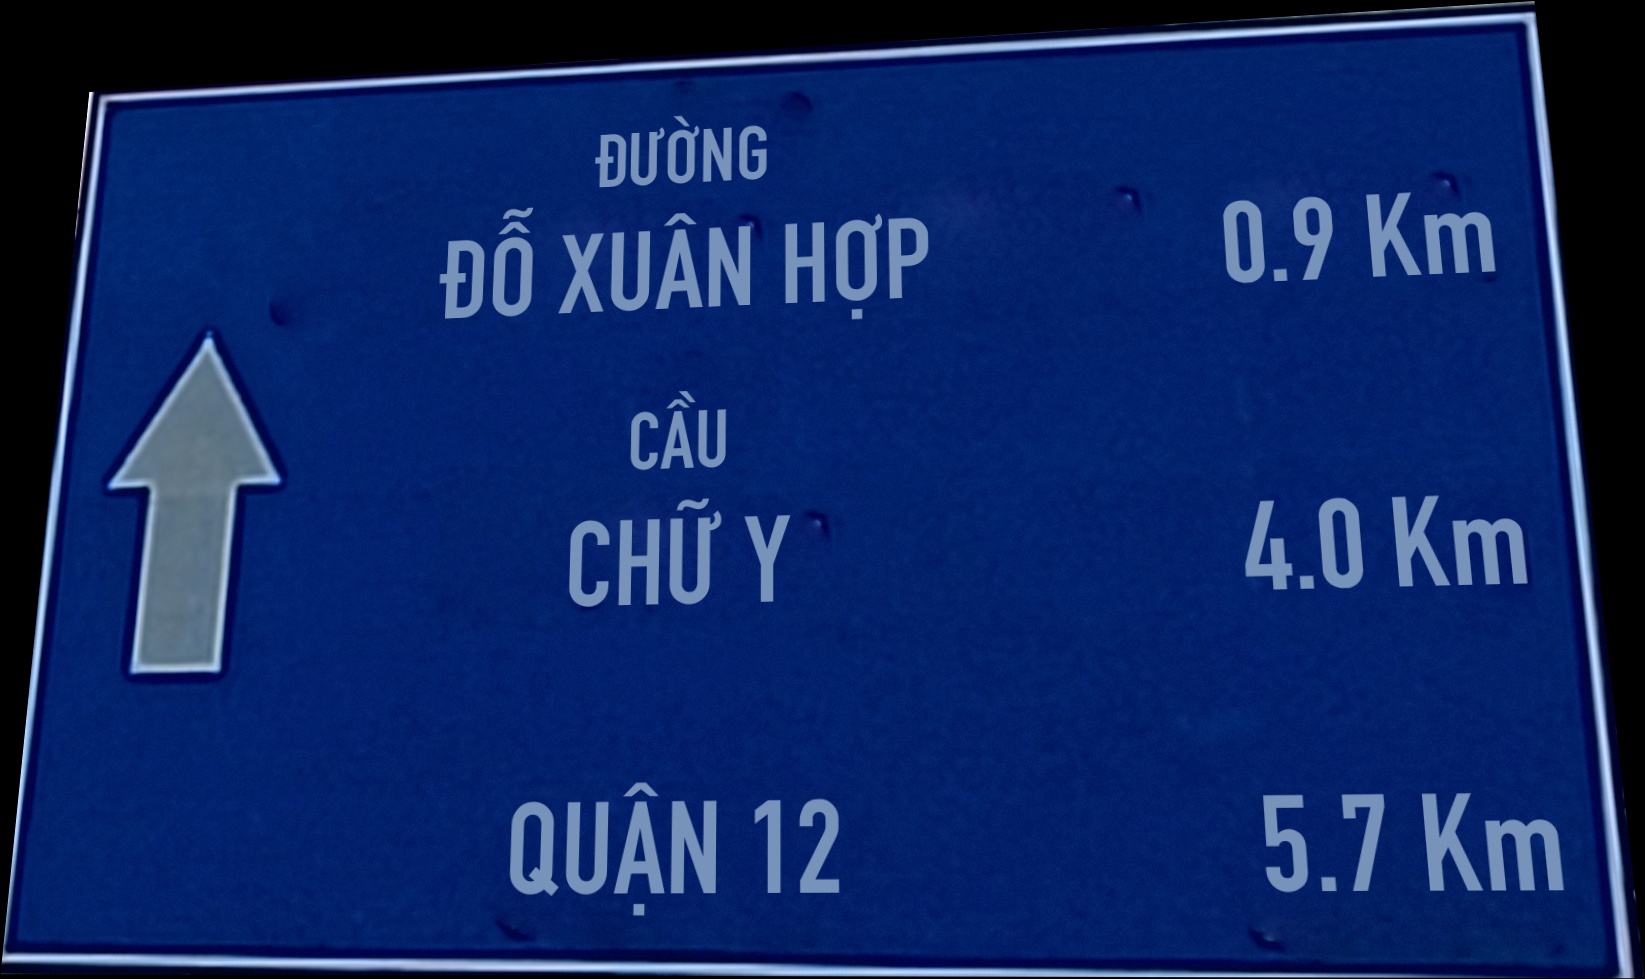 ĐƯỜNG
ĐỖ XUÂN HỢP 0.9 Km
CẦU
CHỮ Y 4.0 Km
QUẬN 12 5.7 Km